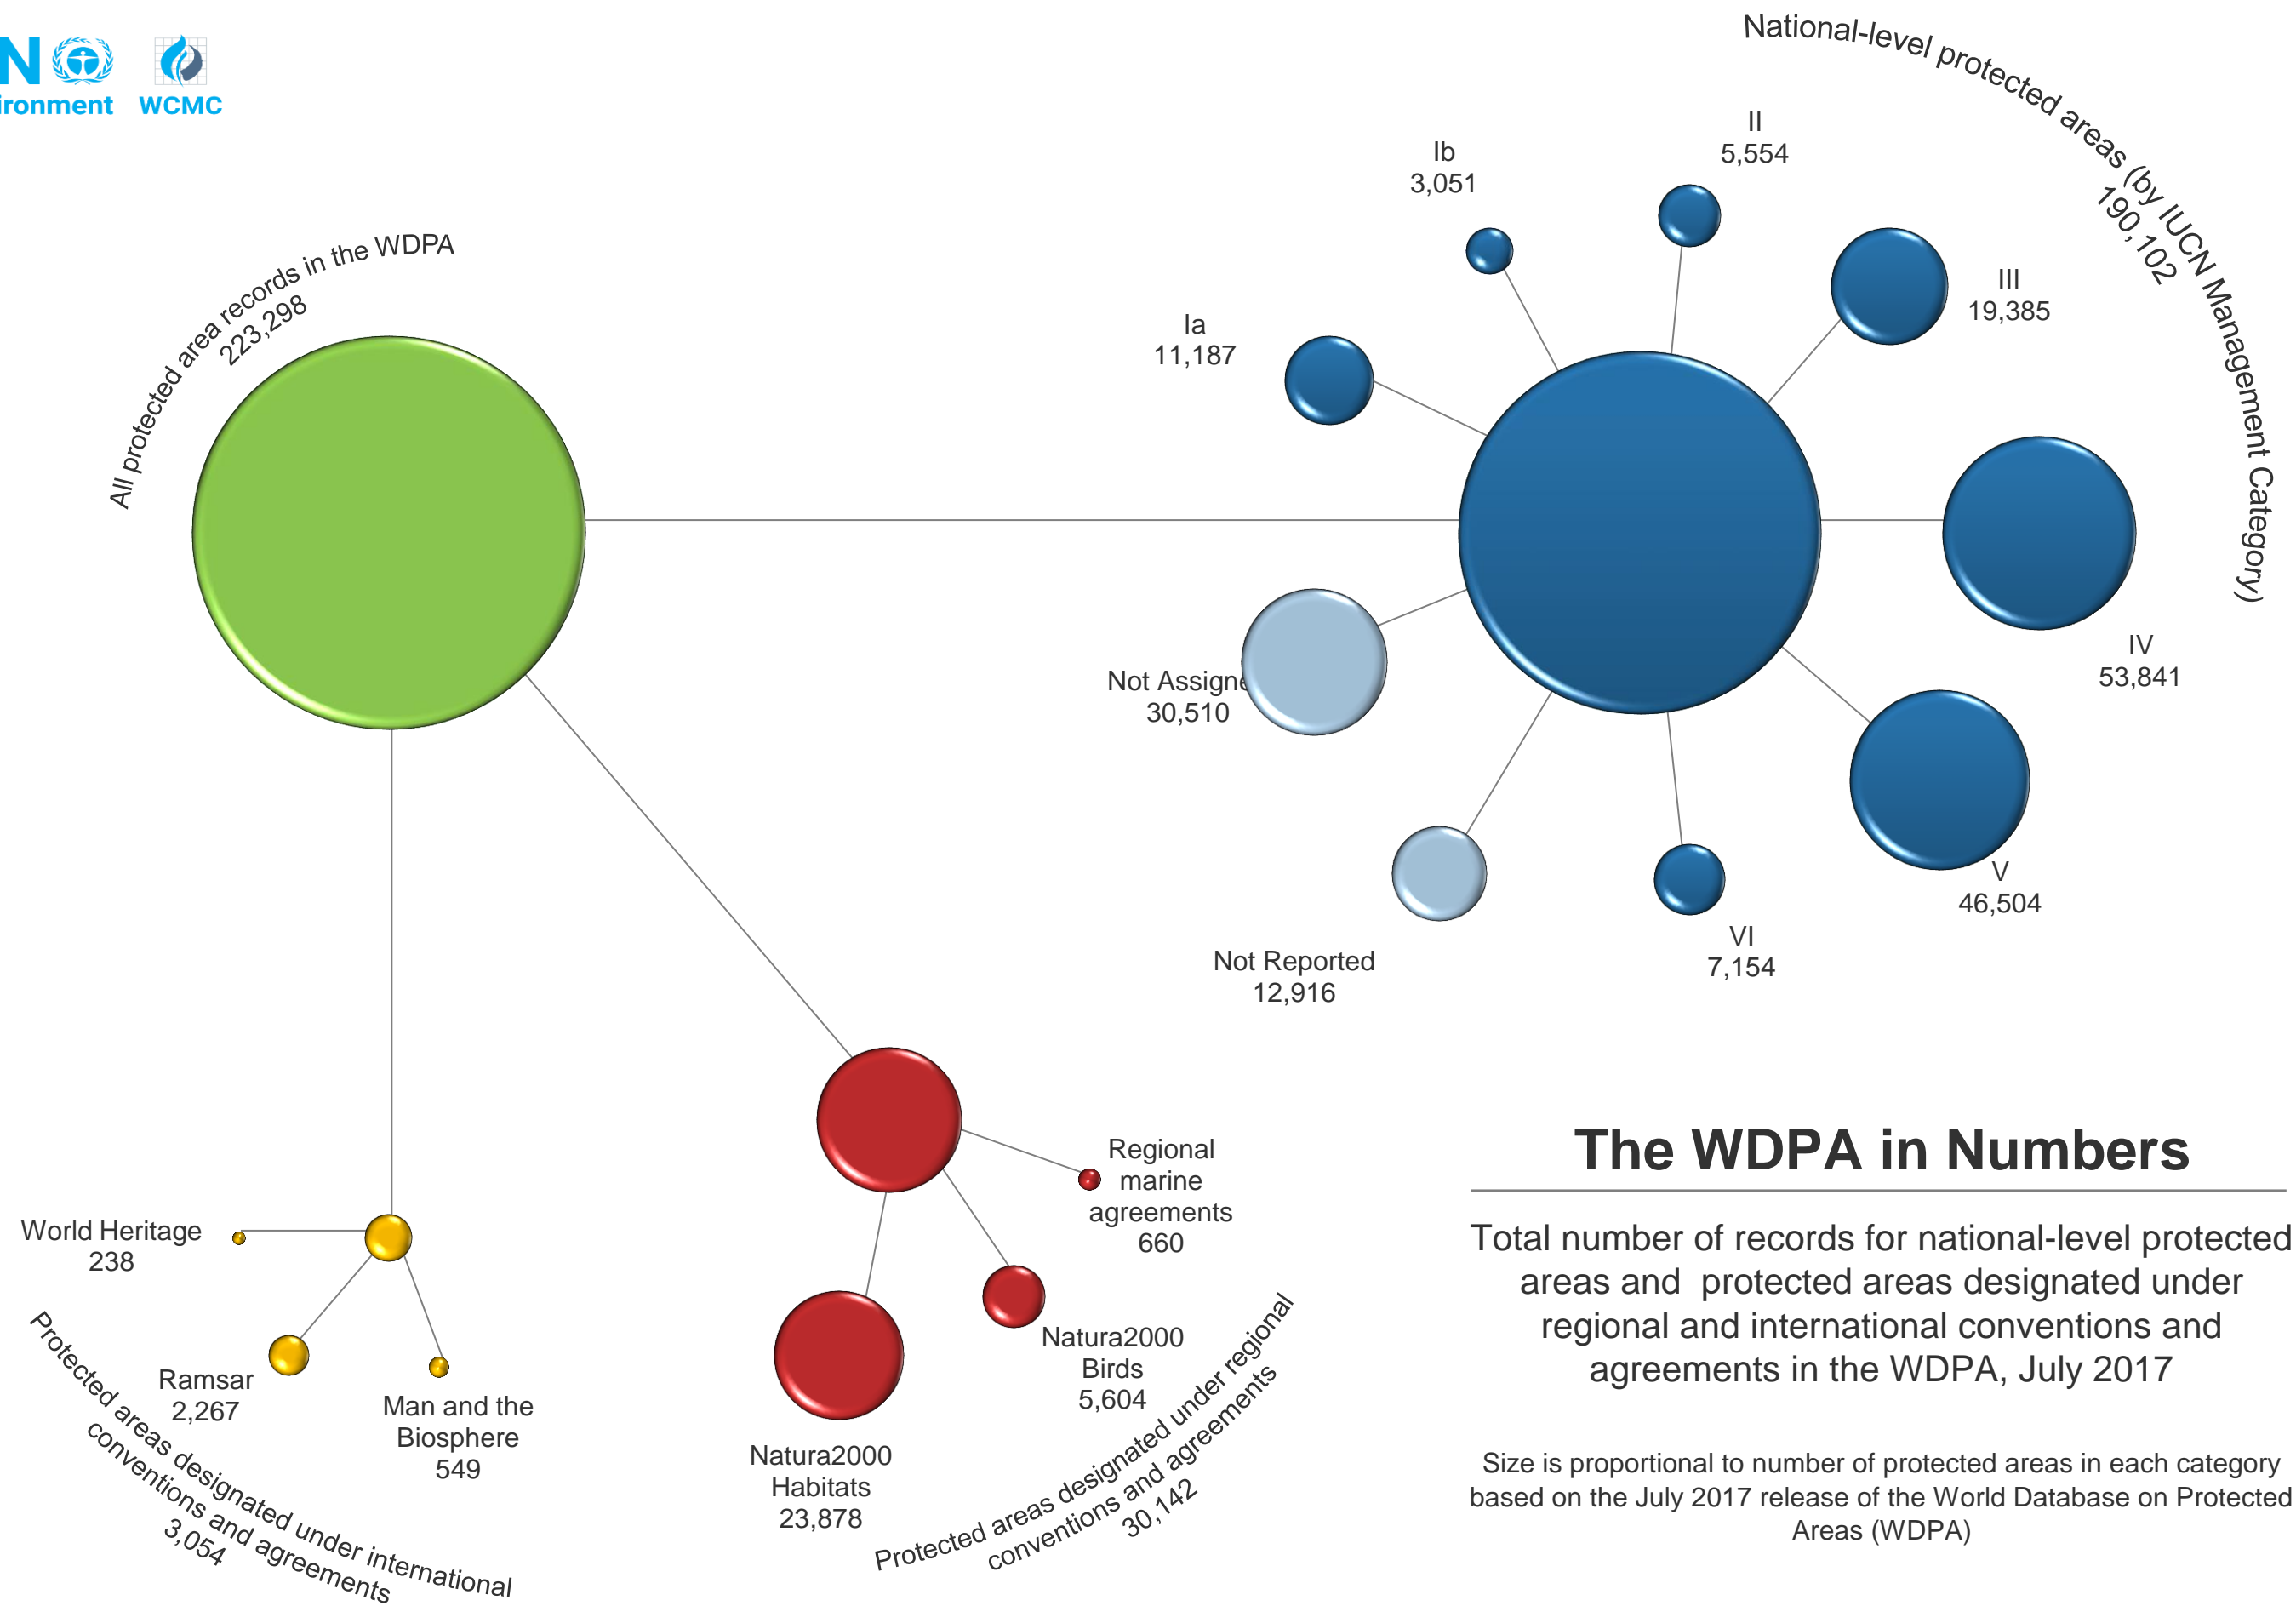 N
ironment WCMC
National-level protected areas (by IUCN Management Category)
190,102
All protected area records in the WDPA
223,298
Ia
11,187
Ib
3,051
II
5,554
III
19,385
IV
53,841
V
46,504
VI
7,154
Not Reported
12,916
Not Assigne
30,510
World Heritage
238
Ramsar
2,267
Man and the
Biosphere
549
Protected areas designated under international
conventions and agreements
3,054
Regional
marine
agreements
660
Natura2000
Birds
5,604
Natura2000
Habitats
23,878
Protected areas designated under regional
conventions and agreements
30,142
The WDPA in Numbers
Total number of records for national-level protected
areas and  protected areas designated under
regional and international conventions and
agreements in the WDPA, July 2017
Size is proportional to number of protected areas in each category
based on the July 2017 release of the World Database on Protected
Areas (WDPA)